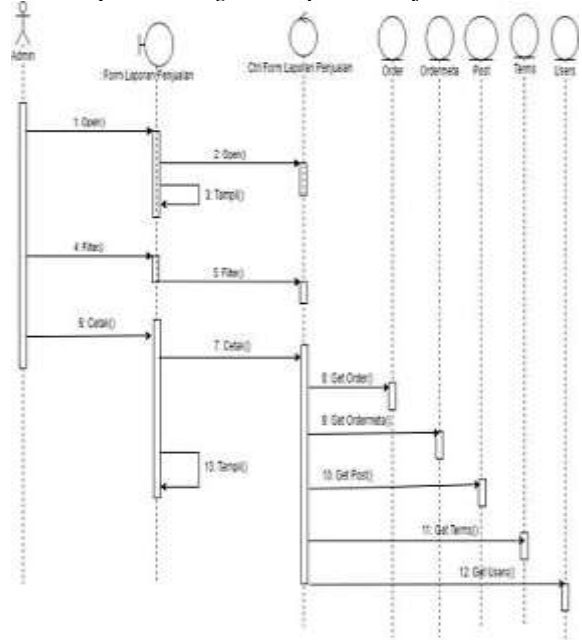 Admin
Form Laporan Penjualan
Ctrl Form Laporan Penjualan
Order
Ordermeta
Post
Terms
Users
1: Open()
2: Open()
3: Tampil()
4: Filter()
5: Filter()
6: Cetak()
7: Cetak()
8: Get Order()
9: Get Ordermeta()
10: Get Post()
13: Tampil()
11: Get Terms()
12: Get Users()